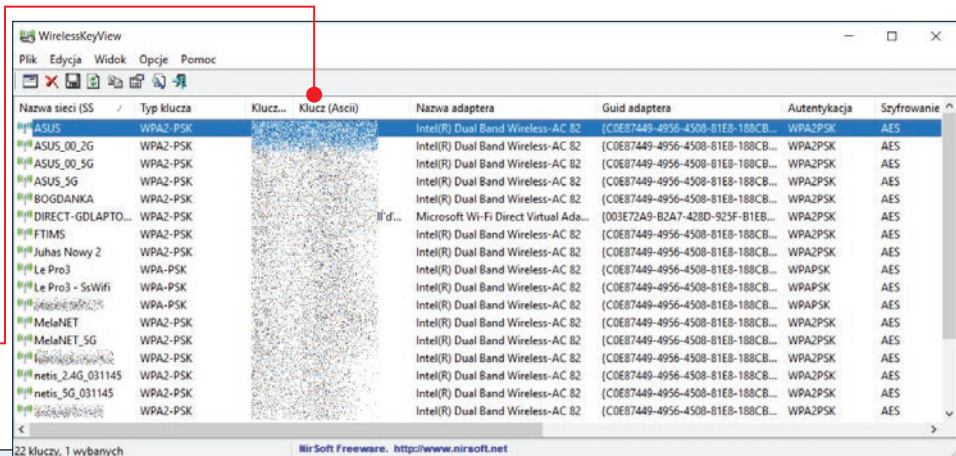 WirelessKeyView
Plik Edycja Widok Opcje Pomoc
Nazwa sieci (SS Typ klucza Klucz... Klucz (Ascii) Nazwa adaptera Guid adaptera Autentykacja Szyfrowanie
ASUS WPA2-PSK Intel(R) Dual Band Wireless-AC 82 {C0E87449-4956-4508-81E8-188CB... WPA2PSK AES
ASUS_00_2G WPA2-PSK Intel(R) Dual Band Wireless-AC 82 {C0E87449-4956-4508-81E8-188CB... WPA2PSK AES
ASUS_00_5G WPA2-PSK Intel(R) Dual Band Wireless-AC 82 {C0E87449-4956-4508-81E8-188CB... WPA2PSK AES
ASUS_5G WPA2-PSK Intel(R) Dual Band Wireless-AC 82 {C0E87449-4956-4508-81E8-188CB... WPA2PSK AES
BOGDANKA WPA2-PSK Intel(R) Dual Band Wireless-AC 82 {C0E87449-4956-4508-81E8-188CB... WPA2PSK AES
DIRECT-GDLAPTO... WPA2-PSK Microsoft Wi-Fi Direct Virtual Ada... {003E72A9-B2A7-428D-925F-B1EB... WPA2PSK AES
FTIMS WPA2-PSK Intel(R) Dual Band Wireless-AC 82 {C0E87449-4956-4508-81E8-188CB... WPA2PSK AES
Juhas Nowy 2 WPA2-PSK Intel(R) Dual Band Wireless-AC 82 {C0E87449-4956-4508-81E8-188CB... WPA2PSK AES
Le Pro3 WPA-PSK Intel(R) Dual Band Wireless-AC 82 {C0E87449-4956-4508-81E8-188CB... WPAPSK AES
Le Pro3 - SsWifi WPA-PSK Intel(R) Dual Band Wireless-AC 82 {C0E87449-4956-4508-81E8-188CB... WPAPSK AES
WPA-PSK Intel(R) Dual Band Wireless-AC 82 {C0E87449-4956-4508-81E8-188CB... WPAPSK AES
MelaNET WPA2-PSK Intel(R) Dual Band Wireless-AC 82 {C0E87449-4956-4508-81E8-188CB... WPA2PSK AES
MelaNET_5G WPA2-PSK Intel(R) Dual Band Wireless-AC 82 {C0E87449-4956-4508-81E8-188CB... WPA2PSK AES
WPA2-PSK Intel(R) Dual Band Wireless-AC 82 {C0E87449-4956-4508-81E8-188CB... WPA2PSK AES
netis_2.4G_031145 WPA2-PSK Intel(R) Dual Band Wireless-AC 82 {C0E87449-4956-4508-81E8-188CB... WPA2PSK AES
netis_5G_031145 WPA2-PSK Intel(R) Dual Band Wireless-AC 82 {C0E87449-4956-4508-81E8-188CB... WPA2PSK AES
WPA2-PSK Intel(R) Dual Band Wireless-AC 82 {C0E87449-4956-4508-81E8-188CB... WPA2PSK AES
22 kluczy, 1 wybanych NirSoft Freeware. http://www.nirsoft.net